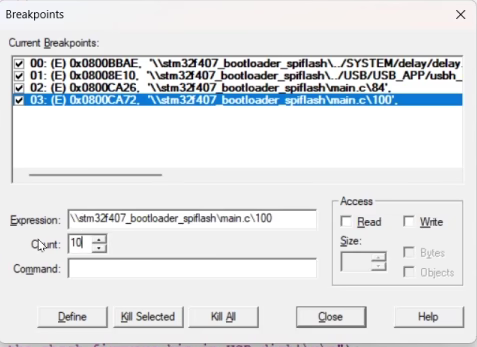 Breakpoints
Current Breakpoints:
00: (E) 0x0800BBAE, '\\stm32f407_bootloader_spiflash\../SYSTEM/delay/delay.
01: (E) 0x08008E10, '\\stm32f407_bootloader_spiflash\../USB/USB_APP/usbh_
02: (E) 0x0800CA26, '\\stm32f407_bootloader_spiflash\main.c\84',
03: (E) 0x0800CA72, '\\stm32f407_bootloader_spiflash\main.c\100',
Expression: \\stm32f407_bootloader_spiflash\main.c\100
Count: 10
Command:
Access
Read Write
Size:
Bytes
Objects
Define Kill Selected Kill All Close Help